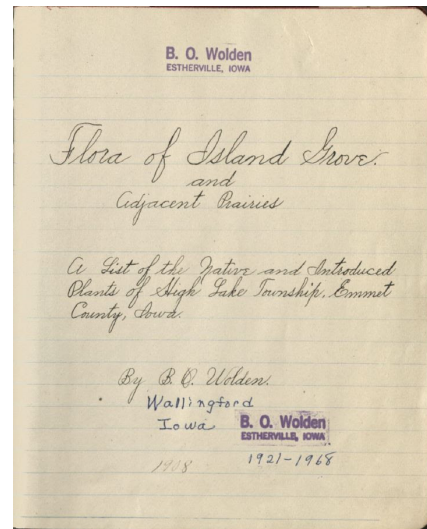 B. O. Wolden
ESTHERVILLE, IOWA
Flora of Island Grove.
and
Adjacent Prairies
A List of the Native and Introduced
Plants of High Lake Township, Emmet
County, Iowa.
By B. O. Wolden.
Wallingford
Iowa
B. O. Wolden
ESTHERVILLE, IOWA
1921-1968